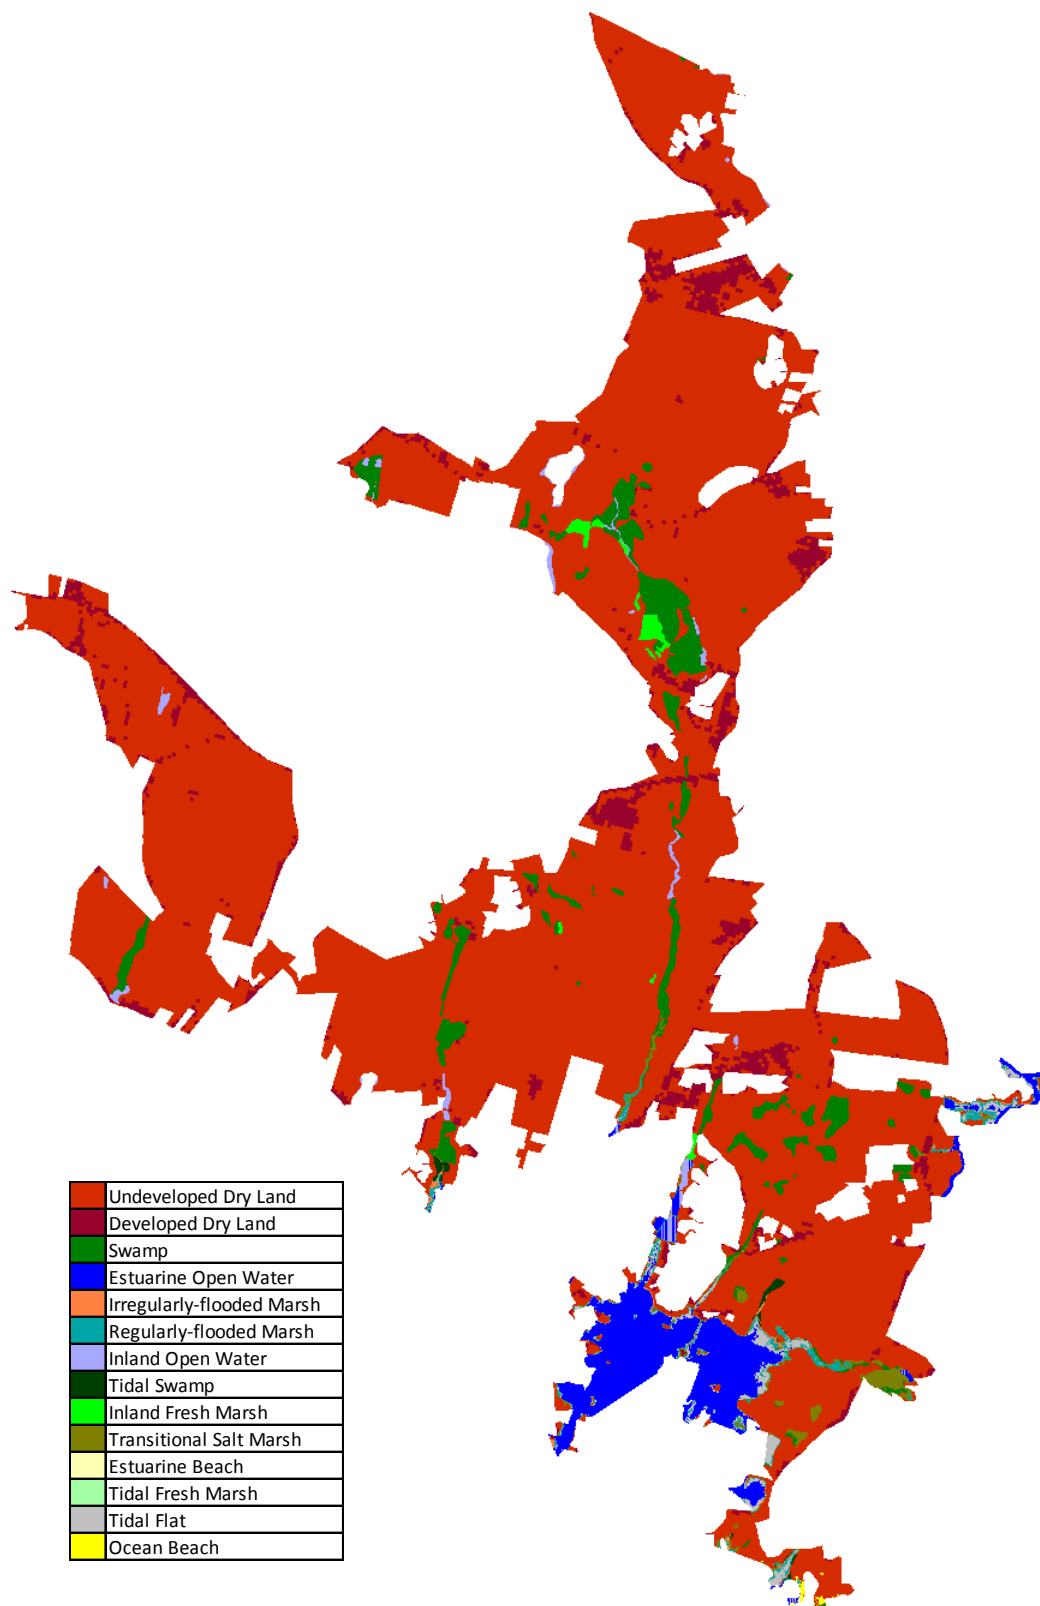 Undeveloped Dry Land
Developed Dry Land
Swamp
Estuarine Open Water
Irregularly-flooded Marsh
Regularly-flooded Marsh
Inland Open Water
Tidal Swamp
Inland Fresh Marsh
Transitional Salt Marsh
Estuarine Beach
Tidal Fresh Marsh
Tidal Flat
Ocean Beach